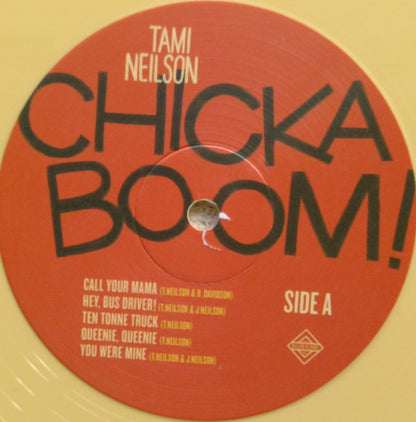 TAMI
NEILSON
CHICKA
BOOM!
CALL YOUR MAMA (T.NEILSON & D. DAVIDSON)
HEY, BUS DRIVER! (T.NEILSON & J.NEILSON)
TEN TONNE TRUCK (T.NEILSON)
QUEENIE, QUEENIE (T.NEILSON)
YOU WERE MINE (T.NEILSON & J.NEILSON)
SIDE A